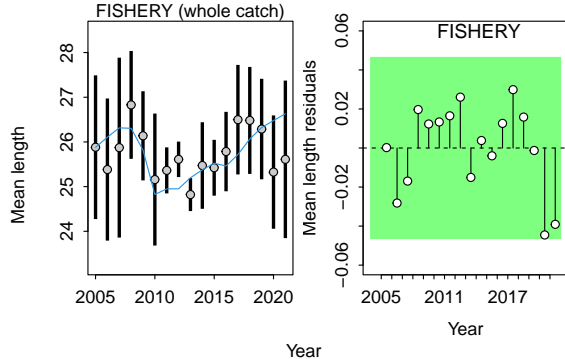 FISHERY (whole catch)
Mean length
28
27
26
25
24
2005 2010 2015 2020
FISHERY
Mean length residuals
0.06
0.02
−0.02
−0.06
2005 2011 2017
Year
Year